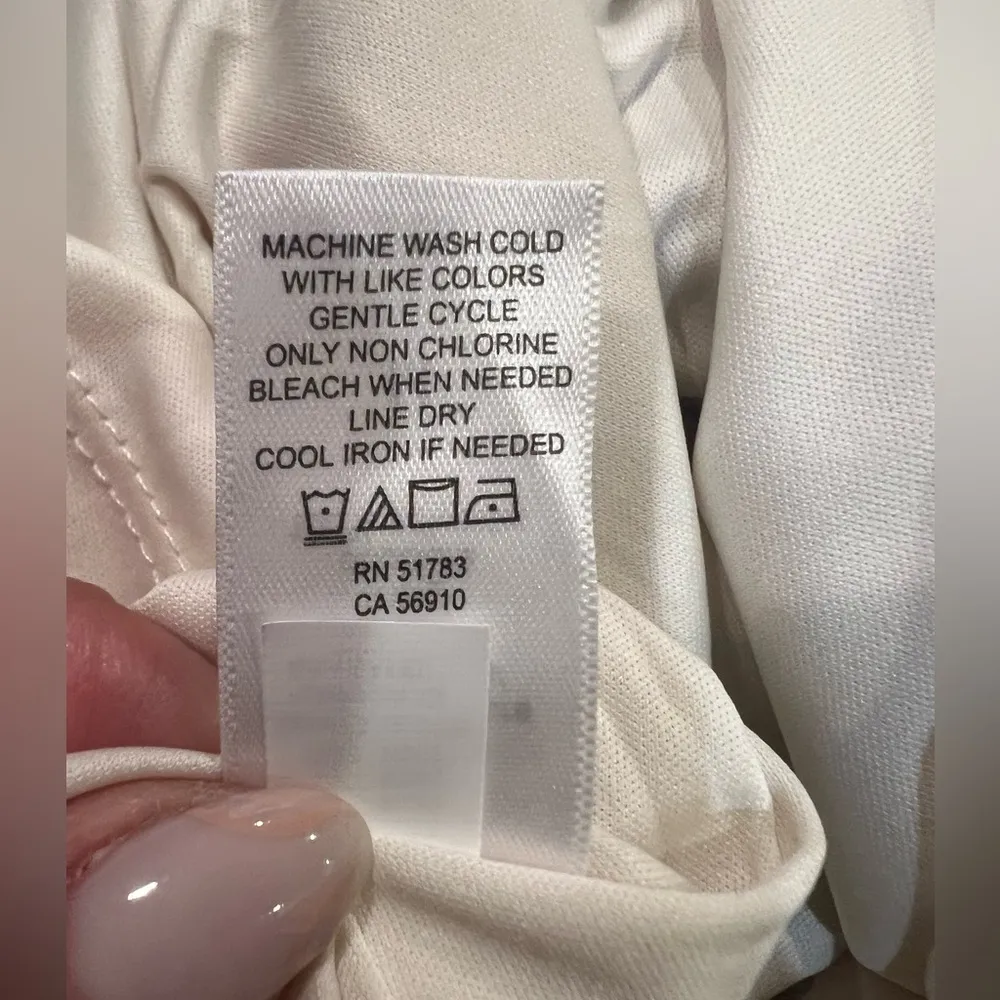 MACHINE WASH COLD
WITH LIKE COLORS
GENTLE CYCLE
ONLY NON CHLORINE
BLEACH WHEN NEEDED
LINE DRY
COOL IRON IF NEEDED
RN 51783
CA 56910